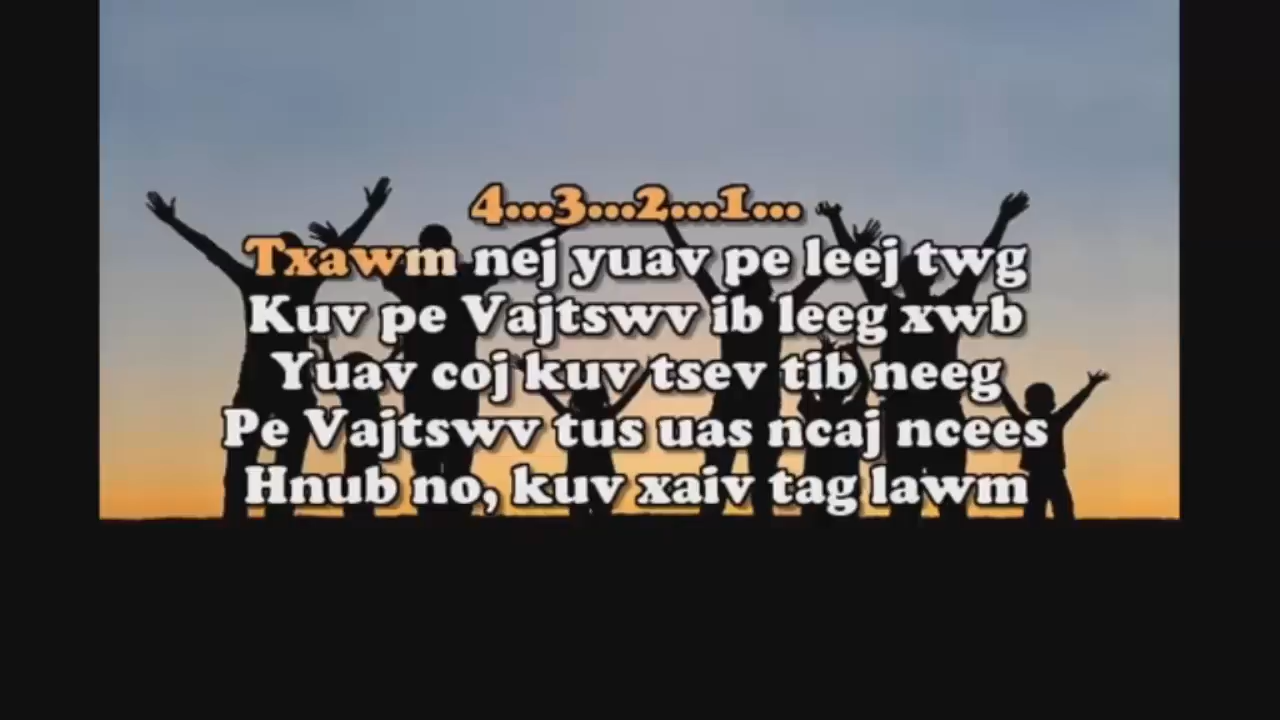 4...3...2...1...
Txawm nej yuav pe leej twg
Kuv pe Vajtswv ib leeg xwb
Yuav coj kuv tsev tib neeg
Pe Vajtswv tus uas ncaj ncees
Hnub no, kuv xaiv tag lawm